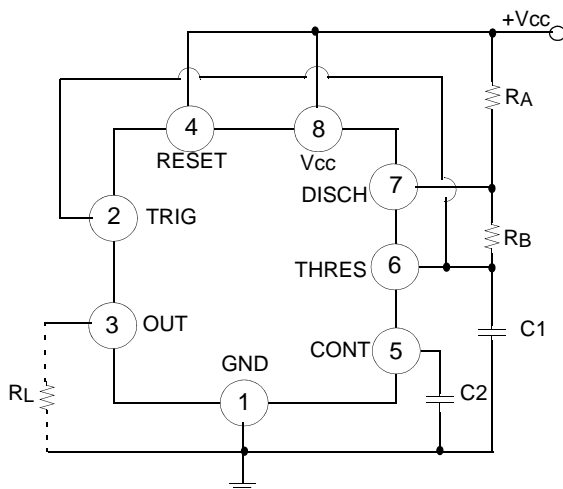 +Vcc
4
8
RA
RESET
Vcc
7
DISCH
2
TRIG
RB
THRES
6
3
OUT
C1
CONT
5
GND
RL
C2
1